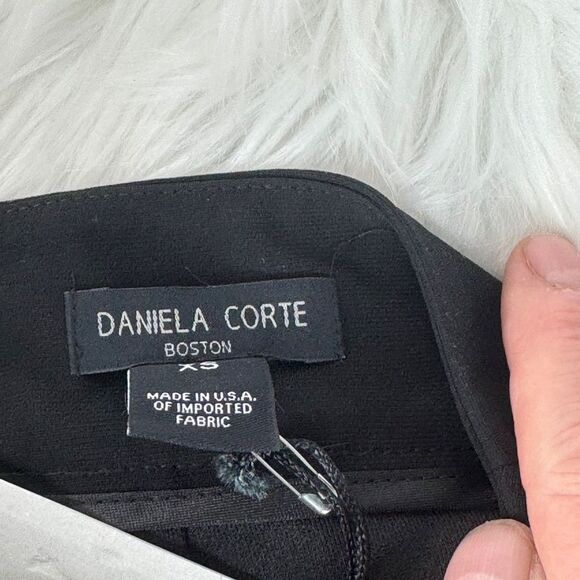 DANIELA CORTE
BOSTON
XS
MADE IN U.S.A.
OF IMPORTED
FABRIC